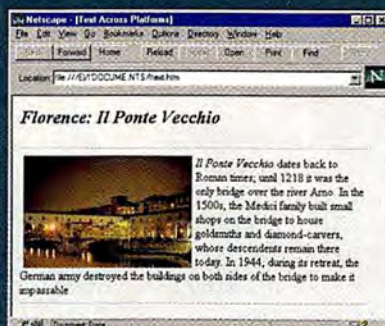 Netscape - [Text Across Platforms]
File Edit View Go Bookmarks Options Directory Window Help
Forward Home Reload Open Print Find
Location: file:///E|/DOCUME.NTS/text.htm
Florence: Il Ponte Vecchio
Il Ponte Vecchio dates back to
Roman times; until 1218 it was the
only bridge over the river Arno. In the
1500s, the Medici family built small
shops on the bridge to house
goldsmiths and diamond-carvers,
whose descendents remain there
today. In 1944, during its retreat, the
German army destroyed the buildings on both sides of the bridge to make it
impassable
Document: Done